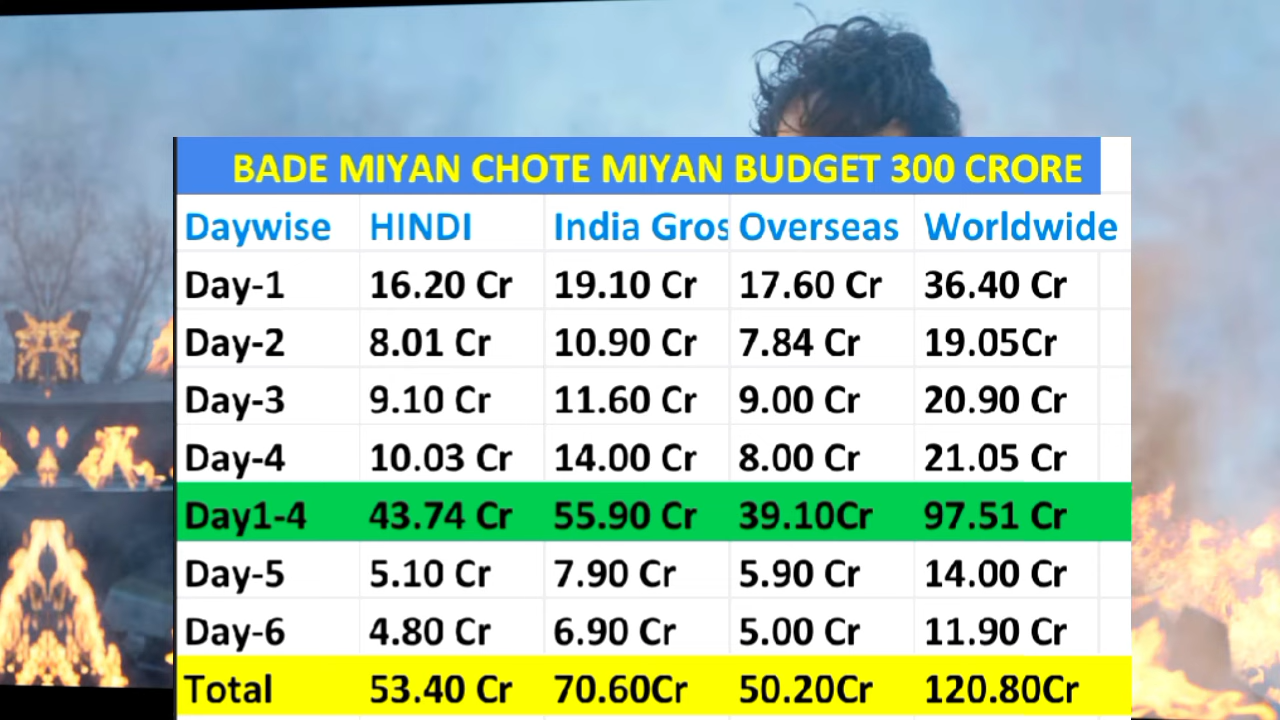 BADE MIYAN CHOTE MIYAN BUDGET 300 CRORE
Daywise HINDI India Gros Overseas Worldwide
Day-1 16.20 Cr 19.10 Cr 17.60 Cr 36.40 Cr
Day-2 8.01 Cr 10.90 Cr 7.84 Cr 19.05Cr
Day-3 9.10 Cr 11.60 Cr 9.00 Cr 20.90 Cr
Day-4 10.03 Cr 14.00 Cr 8.00 Cr 21.05 Cr
Day1-4 43.74 Cr 55.90 Cr 39.10Cr 97.51 Cr
Day-5 5.10 Cr 7.90 Cr 5.90 Cr 14.00 Cr
Day-6 4.80 Cr 6.90 Cr 5.00 Cr 11.90 Cr
Total 53.40 Cr 70.60Cr 50.20Cr 120.80Cr